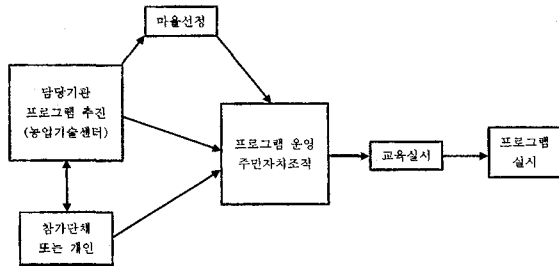 마을선정
담당기관
프로그램 추진
(농업기술센터)
프로그램 운영
주민자치조직
교육실시
프로그램
실시
참가단체
또는 개인